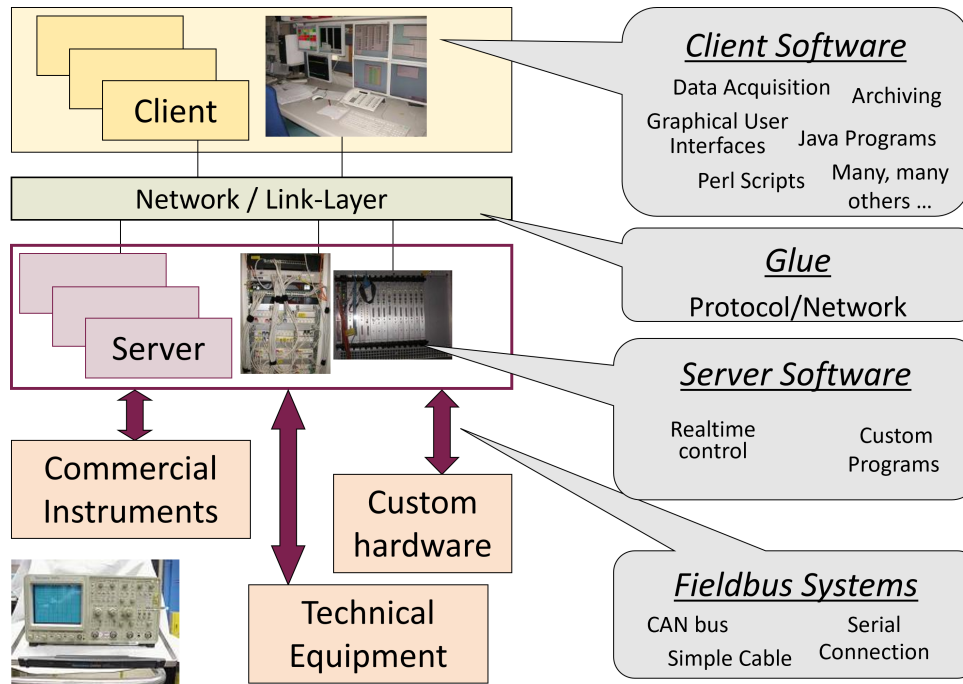 Client
Network / Link-Layer
Server
Commercial
Instruments
Custom
hardware
Technical
Equipment
Client Software
Data Acquisition
Archiving
Graphical User
Interfaces
Java Programs
Perl Scripts
Many, many
others ...
Glue
Protocol/Network
Server Software
Realtime
control
Custom
Programs
Fieldbus Systems
CAN bus
Serial
Connection
Simple Cable